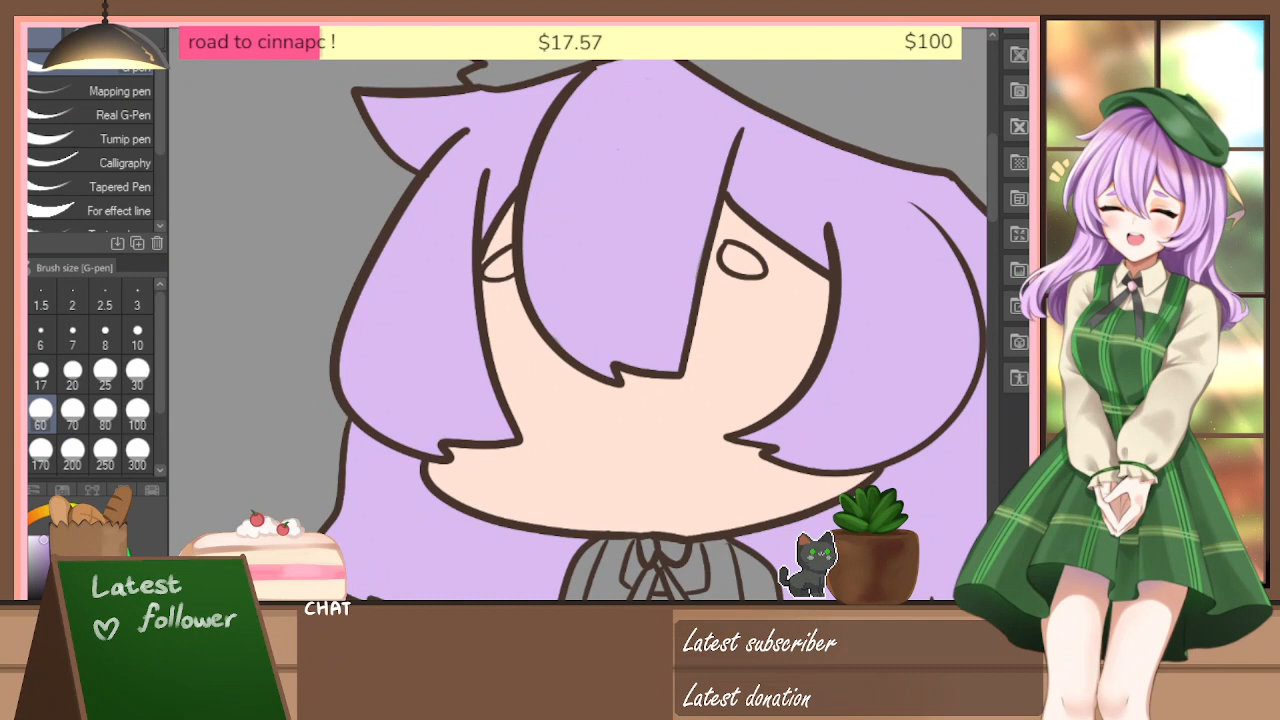 road to cinnapc ! $17.57 $100
Mapping pen
Real G-Pen
Turnip pen
Calligraphy
Tapered Pen
For effect line
Brush size [G-pen]
1.5 2 2.5 3
6 7 8 10
17 20 25 30
60 70 80 100
170 200 250 300
Latest
follower
CHAT
Latest subscriber
Latest donation